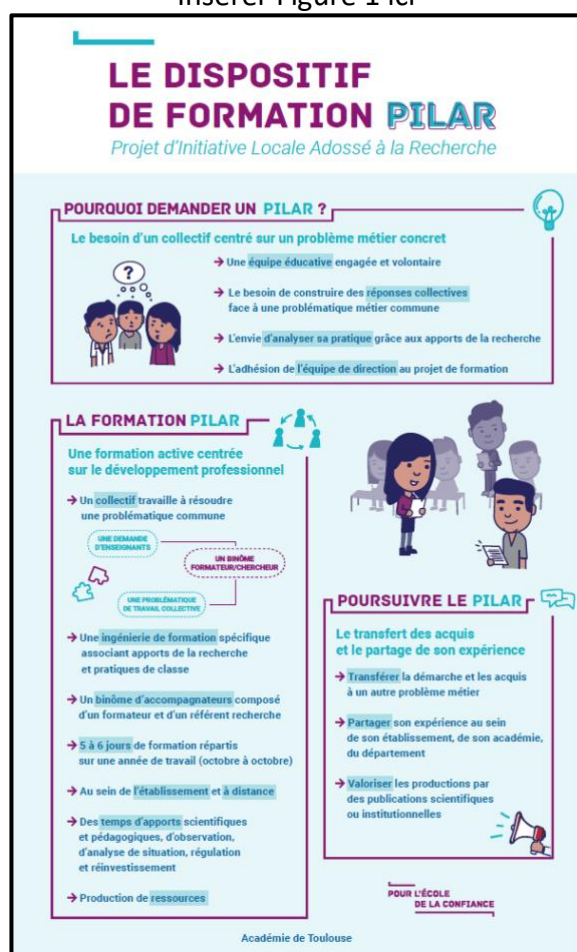 Insérer Figure 1 ici
LE DISPOSITIF
DE FORMATION PILAR
Projet d'Initiative Locale Adossé à la Recherche
POURQUOI DEMANDER UN PILAR ?
Le besoin d'un collectif centré sur un problème métier concret
?
→ Une équipe éducative engagée et volontaire
→ Le besoin de construire des réponses collectives
face à une problématique métier commune
→ L'envie d'analyser sa pratique grâce aux apports de la recherche
→ L'adhésion de l'équipe de direction au projet de formation
LA FORMATION PILAR
Une formation active centrée
sur le développement professionnel
→ Un collectif travaille à résoudre
une problématique commune
UNE DEMANDE
D'ENSEIGNANTS
UN BINÔME
FORMATEUR/CHERCHEUR
UNE PROBLÉMATIQUE
DE TRAVAIL COLLECTIVE
→ Une ingénierie de formation spécifique
associant apports de la recherche
et pratiques de classe
→ Un binôme d'accompagnateurs composé
d'un formateur et d'un référent recherche
→ 5 à 6 jours de formation répartis
sur une année de travail (octobre à octobre)
→ Au sein de l'établissement et à distance
→ Des temps d'apports scientifiques
et pédagogiques, d'observation,
d'analyse de situation, régulation
et réinvestissement
→ Production de ressources
POURSUIVRE LE PILAR
Le transfert des acquis
et le partage de son expérience
→ Transférer la démarche et les acquis
à un autre problème métier
→ Partager son expérience au sein
de son établissement, de son académie,
du département
→ Valoriser les productions par
des publications scientifiques
ou institutionnelles
POUR L'ÉCOLE
DE LA CONFIANCE
Académie de Toulouse